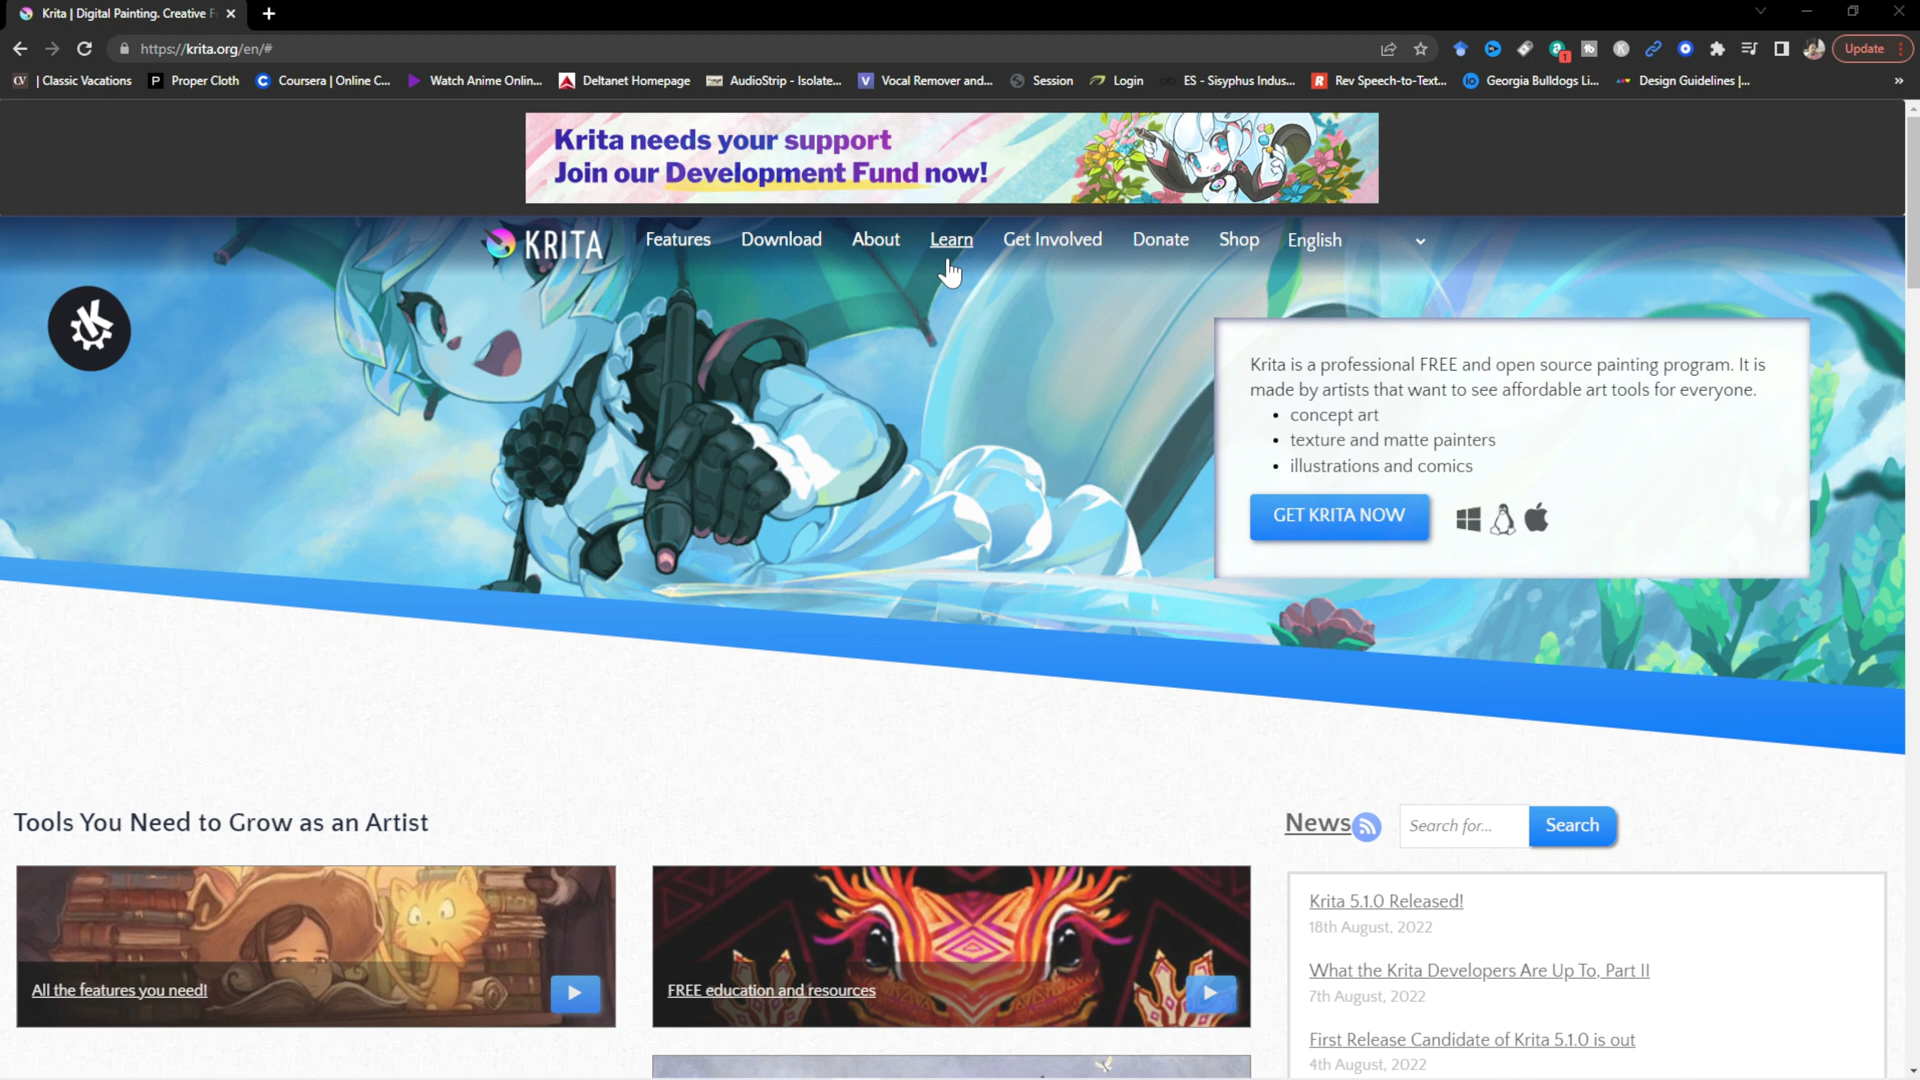 Krita | Digital Painting. Creative F
https://krita.org/en/#
Update
CV | Classic Vacations
P Proper Cloth
C Coursera | Online C...
Watch Anime Onlin...
Deltanet Homepage
AudioStrip - Isolate...
V Vocal Remover and...
Session
Login
ES - Sisyphus Indus...
R Rev Speech-to-Text...
Georgia Bulldogs Li...
Design Guidelines |...
»
Krita needs your support
Join our Development Fund now!
KRITA
Features
Download
About
Learn
Get Involved
Donate
Shop
English
Krita is a professional FREE and open source painting program. It is
made by artists that want to see affordable art tools for everyone.
• concept art
• texture and matte painters
• illustrations and comics
GET KRITA NOW
Tools You Need to Grow as an Artist
All the features you need!
FREE education and resources
News
Search for...
Search
Krita 5.1.0 Released!
18th August, 2022
What the Krita Developers Are Up To, Part II
7th August, 2022
First Release Candidate of Krita 5.1.0 is out
4th August, 2022